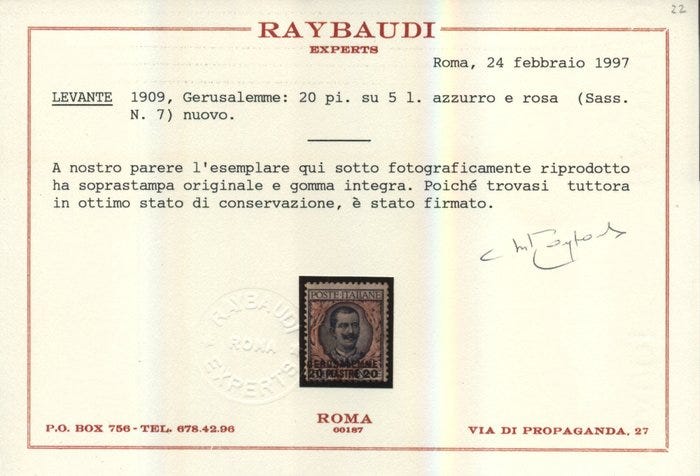 22
RAYBAUDI
EXPERTS
Roma, 24 febbraio 1997
LEVANTE 1909, Gerusalemme: 20 pi. su 5 l. azzurro e rosa (Sass.
N. 7) nuovo.
A nostro parere l'esemplare qui sotto fotograficamente riprodotto
ha soprastampa originale e gomma integra. Poiché trovasi tuttora
in ottimo stato di conservazione, è stato firmato.
RAYBAUDI
ROMA
EXPERTS
POSTE ITALIANE
GERUSALEMME
20 PIASTRE 20
P.O. BOX 756 - TEL. 678.42.96
ROMA
00187
VIA DI PROPAGANDA, 27